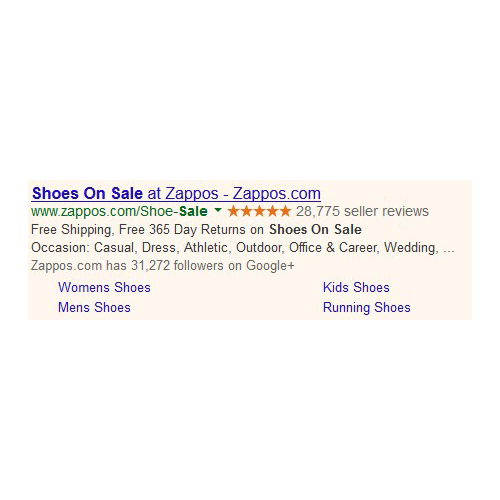 Shoes On Sale at Zappos - Zappos.com
www.zappos.com/Shoe-Sale ▼ ★★★★★ 28,775 seller reviews
Free Shipping, Free 365 Day Returns on Shoes On Sale
Occasion: Casual, Dress, Athletic, Outdoor, Office & Career, Wedding, ...
Zappos.com has 31,272 followers on Google+
Womens Shoes Kids Shoes
Mens Shoes Running Shoes